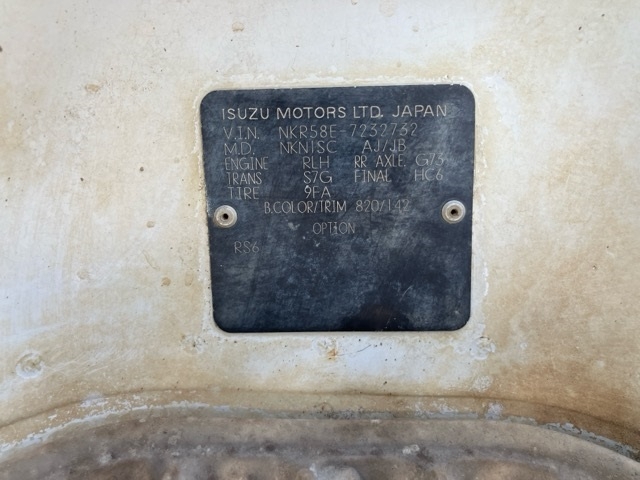 ISUZU MOTORS LTD. JAPAN
V.I.N. NKR58E-7232732
M.D. NKN1SC AJ/JB
ENGINE RLH RR AXLE G73
TRANS S7G FINAL HC6
TIRE 9FA
B.COLOR/TRIM 820/142
OPTION
RS6